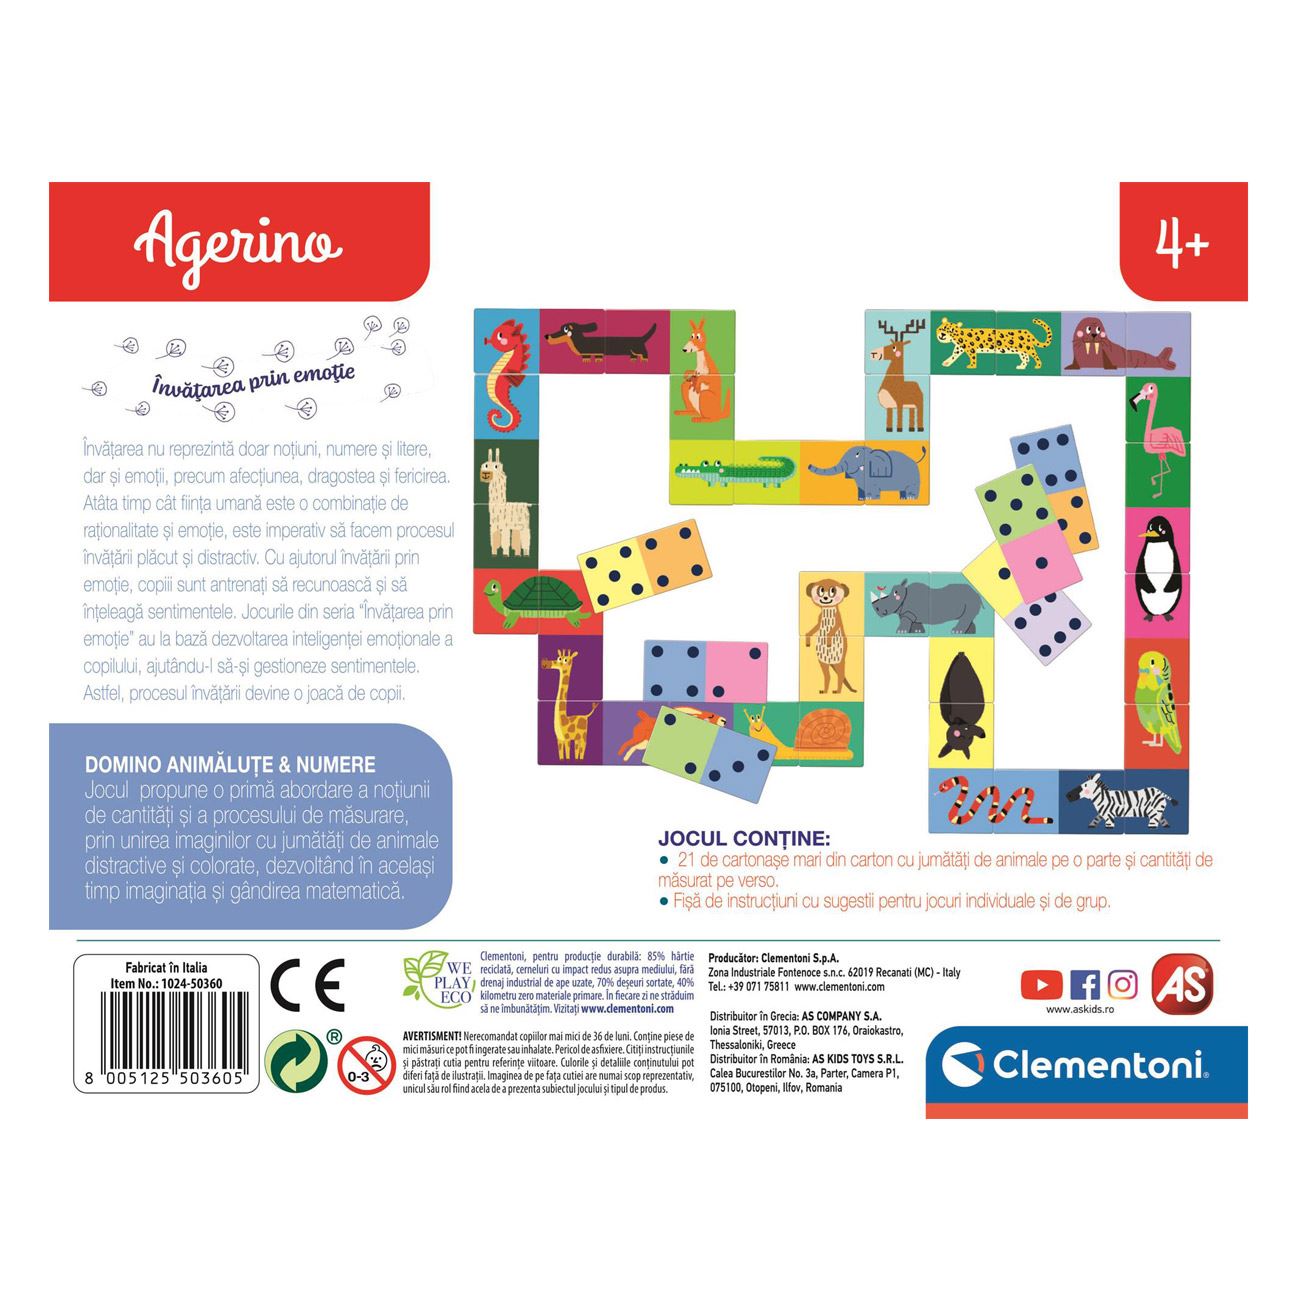 Agerino
4+
Învățarea prin emoție
Învățarea nu reprezintă doar noțiuni, numere și litere,
dar și emoții, precum afecțiunea, dragostea și fericirea.
Atâta timp cât ființa umană este o combinație de
raționalitate și emoție, este imperativ să facem procesul
învățării plăcut și distractiv. Cu ajutorul învățării prin
emoție, copiii sunt antrenați să recunoască și să
înțeleagă sentimentele. Jocurile din seria “Învățarea prin
emoție” au la bază dezvoltarea inteligenței emoționale a
copilului, ajutându-l să-și gestioneze sentimentele.
Astfel, procesul învățării devine o joacă de copii.
DOMINO ANIMĂLUȚE & NUMERE
Jocul propune o primă abordare a noțiunii
de cantități și a procesului de măsurare,
prin unirea imaginilor cu jumătăți de animale
distractive și colorate, dezvoltând în același
timp imaginația și gândirea matematică.
JOCUL CONȚINE:
• 21 de cartonașe mari din carton cu jumătăți de animale pe o parte și cantități de
măsurat pe verso.
• Fișă de instrucțiuni cu sugestii pentru jocuri individuale și de grup.
Fabricat în Italia
Item No.: 1024-50360
8 005125 503605
CE
®
0-3
WE
PLAY
ECO
Clementoni, pentru producție durabilă: 85% hârtie
reciclată, cerneluri cu impact redus asupra mediului, fără
drenaj industrial de ape uzate, 70% deșeuri sortate, 40%
kilometru zero materiale primare. În fiecare zi ne străduim
să ne îmbunătățim. Vizitați www.clementoni.com
AVERTISMENT! Nerecomandat copiilor mai mici de 36 de luni. Conține piese de
mici măsuri ce pot fi ingerate sau inhalate. Pericol de asfixiere. Citiți instrucțiunile
și păstrați cutia pentru referințe viitoare. Culorile și detaliile conținutului pot
diferi față de ilustrații. Imaginea de pe fața cutiei are numai scop reprezentativ,
unicul său rol fiind acela de a prezenta subiectul jocului și tipul de produs.
Producător: Clementoni S.p.A.
Zona Industriale Fontenoce s.n.c. 62019 Recanati (MC) - Italy
Tel.: +39 071 75811 www.clementoni.com
Distribuitor în Grecia: AS COMPANY S.A.
Ionia Street, 57013, P.O. BOX 176, Oraiokastro,
Thessaloniki, Greece
Distribuitor în România: AS KIDS TOYS S.R.L.
Calea Bucurestilor No. 3a, Parter, Camera P1,
075100, Otopeni, Ilfov, Romania
www.askids.ro
AS
Clementoni®